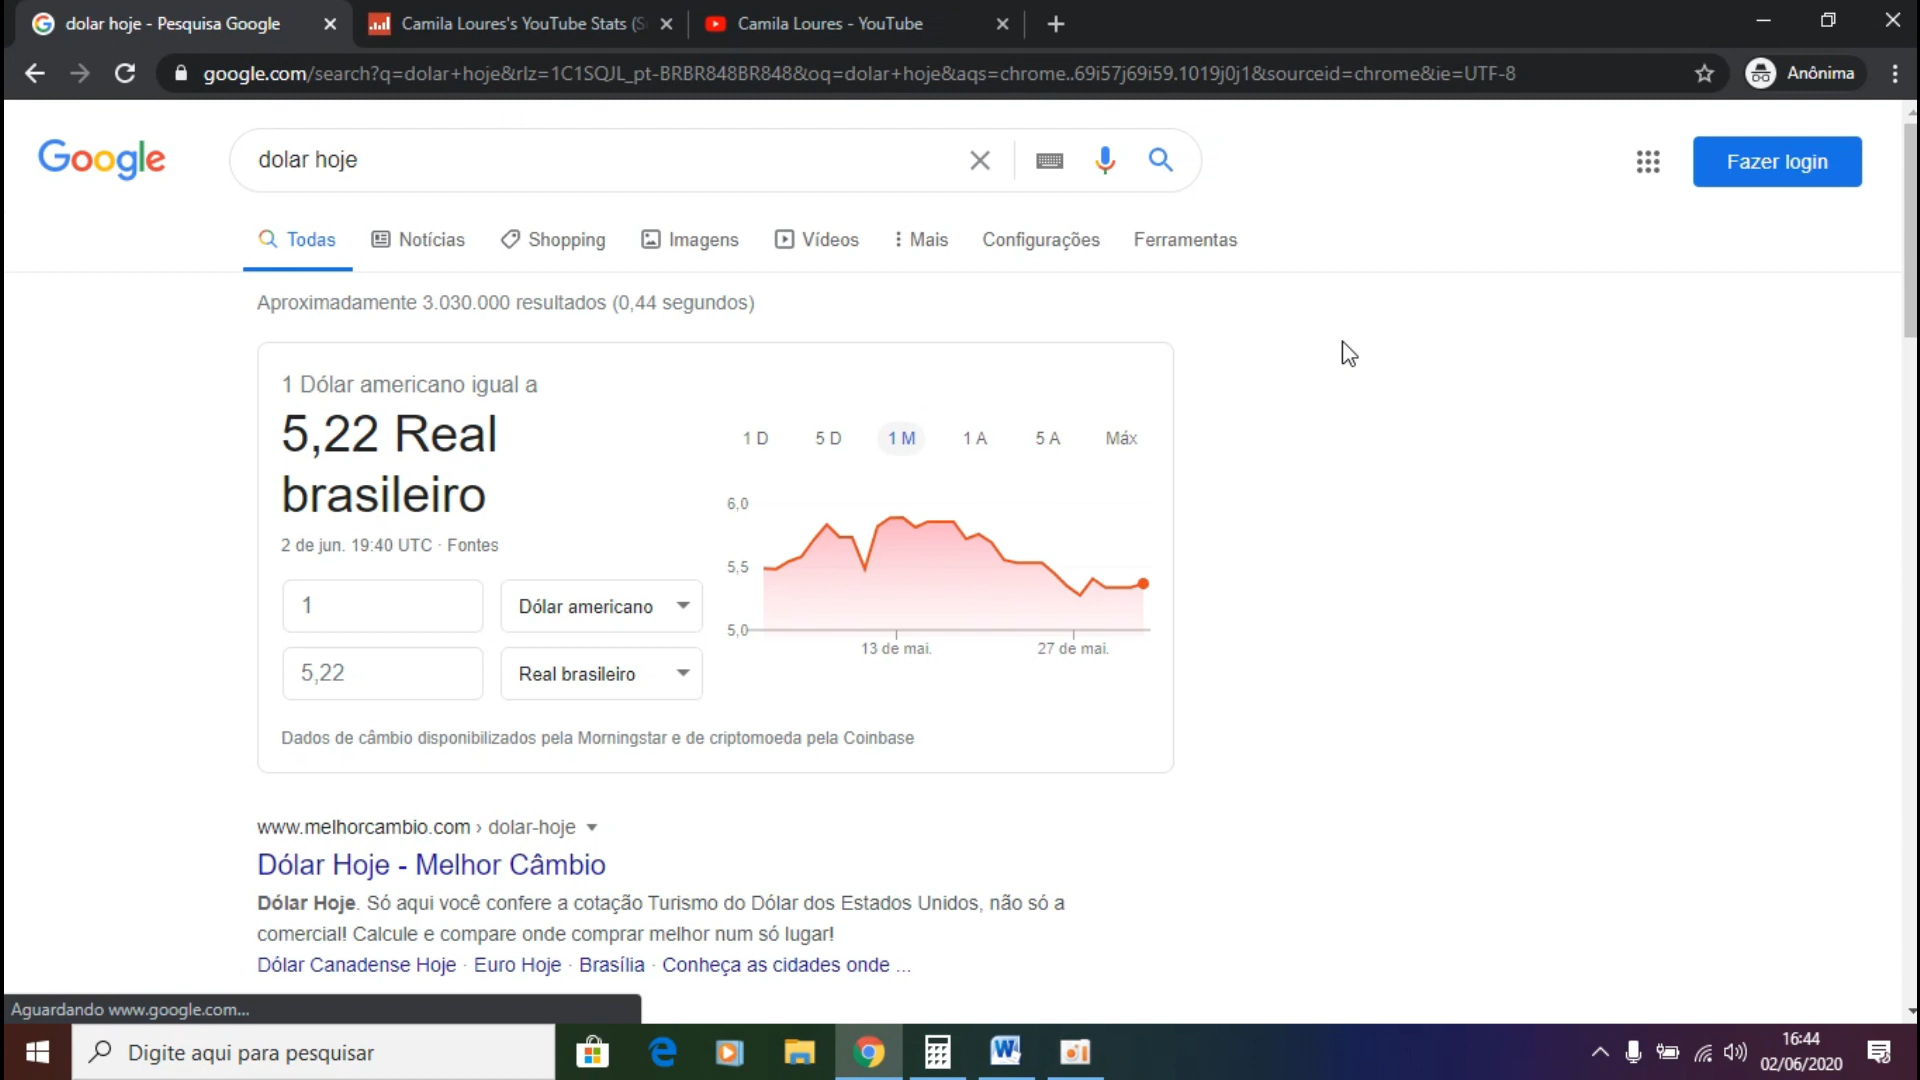 dolar hoje - Pesquisa Google
Camila Loures's YouTube Stats (S
Camila Loures - YouTube
google.com/search?q=dolar+hoje&rlz=1C1SQJL_pt-BRBR848BR848&oq=dolar+hoje&aqs=chrome..69i57j69i59.1019j0j1&sourceid=chrome&ie=UTF-8
Anônima
Google
dolar hoje
Fazer login
Todas
Notícias
Shopping
Imagens
Vídeos
Mais
Configurações
Ferramentas
Aproximadamente 3.030.000 resultados (0,44 segundos)
1 Dólar americano igual a
5,22 Real
brasileiro
2 de jun. 19:40 UTC · Fontes
1
Dólar americano
5,22
Real brasileiro
1 D
5 D
1 M
1 A
5 A
Máx
6,0
5,5
5,0
13 de mai.
27 de mai.
Dados de câmbio disponibilizados pela Morningstar e de criptomoeda pela Coinbase
www.melhorcambio.com › dolar-hoje
Dólar Hoje - Melhor Câmbio
Dólar Hoje. Só aqui você confere a cotação Turismo do Dólar dos Estados Unidos, não só a
comercial! Calcule e compare onde comprar melhor num só lugar!
Dólar Canadense Hoje · Euro Hoje · Brasília · Conheça as cidades onde ...
Aguardando www.google.com...
Digite aqui para pesquisar
16:44
02/06/2020